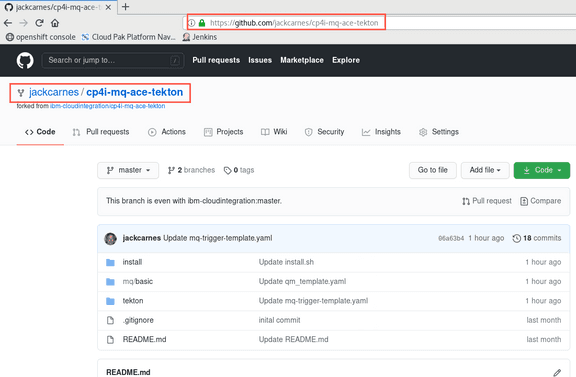 jackcarnes/cp4i-mq-ace-t
https://github.com/jackcarnes/cp4i-mq-ace-tekton
openshift console Cloud Pak Platform Nav... Jenkins
Search or jump to... / Pull requests Issues Marketplace Explore
jackcarnes / cp4i-mq-ace-tekton
forked from ibm-cloudintegration/cp4i-mq-ace-tekton
Code Pull requests Actions Projects Wiki Security Insights Settings
master 2 branches 0 tags Go to file Add file Code
This branch is even with ibm-cloudintegration:master. Pull request Compare
jackcarnes Update mq-trigger-template.yaml 06a63b4 1 hour ago 18 commits
install Update install.sh 1 hour ago
mq/basic Update qm_template.yaml 1 hour ago
tekton Update mq-trigger-template.yaml 1 hour ago
.gitignore inital commit last month
README.md Update README.md last month
README.md